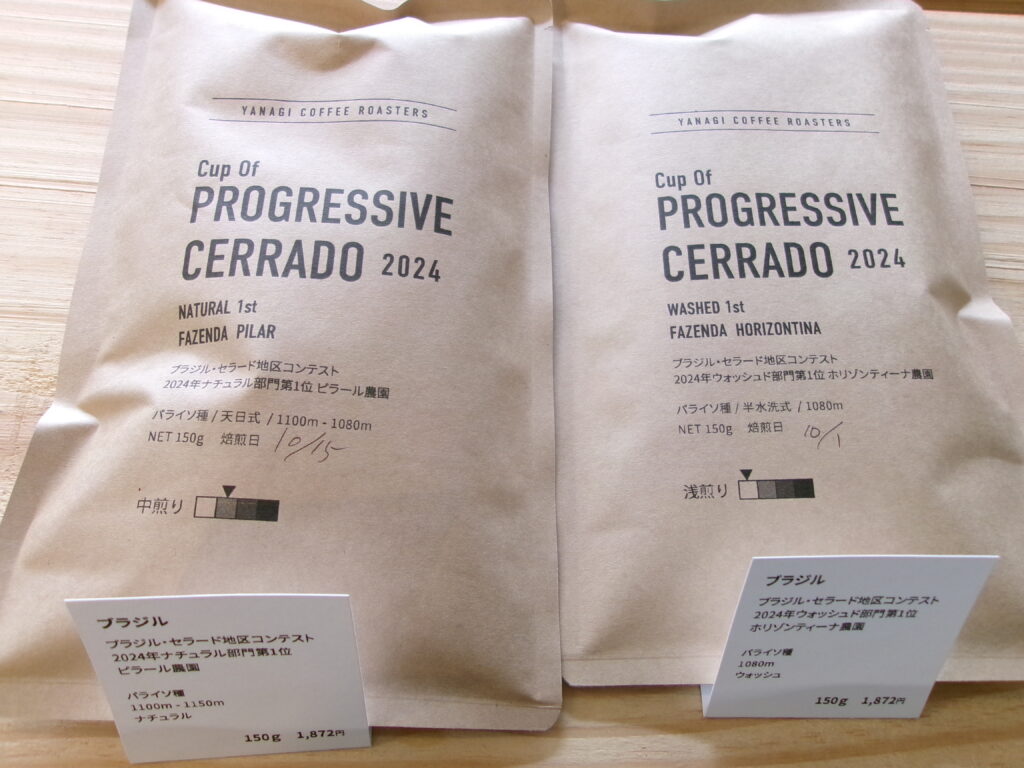 YANAGI COFFEE ROASTERS
Cup Of
PROGRESSIVE
CERRADO 2024
NATURAL 1st
FAZENDA PILAR
ブラジル・セラード地区コンテスト
2024年ナチュラル部門第1位 ピラール農園
パライソ種 / 天日式 / 1100m - 1080m
NET 150g 焙煎日 10/15
中煎り
ブラジル
ブラジル・セラード地区コンテスト
2024年ナチュラル部門第1位
ピラール農園
パライソ種
1100m - 1150m
ナチュラル
150g 1,872円
YANAGI COFFEE ROASTERS
Cup Of
PROGRESSIVE
CERRADO 2024
WASHED 1st
FAZENDA HORIZONTINA
ブラジル・セラード地区コンテスト
2024年ウォッシュド部門第1位 ホリゾンティーナ農園
パライソ種 / 半水洗式 / 1080m
NET 150g 焙煎日 10/1
浅煎り
ブラジル
ブラジル・セラード地区コンテスト
2024年ウォッシュド部門第1位
ホリゾンティーナ農園
パライソ種
1080m
ウォッシュ
150g 1,872円